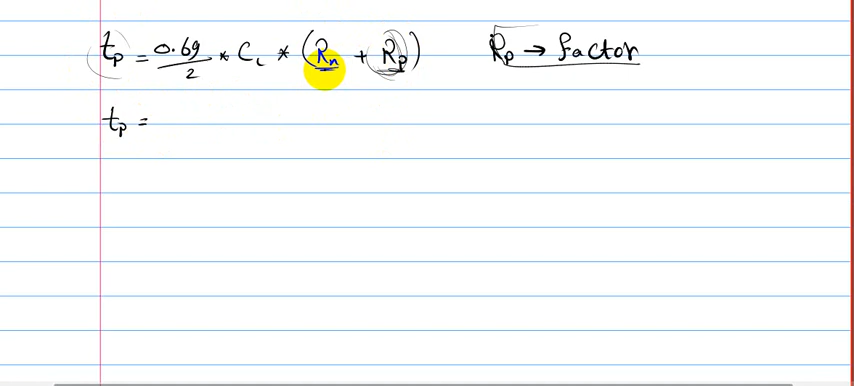 tp = 0.69/2 * CL * (Rn + Rp) Rp → factor
tp =